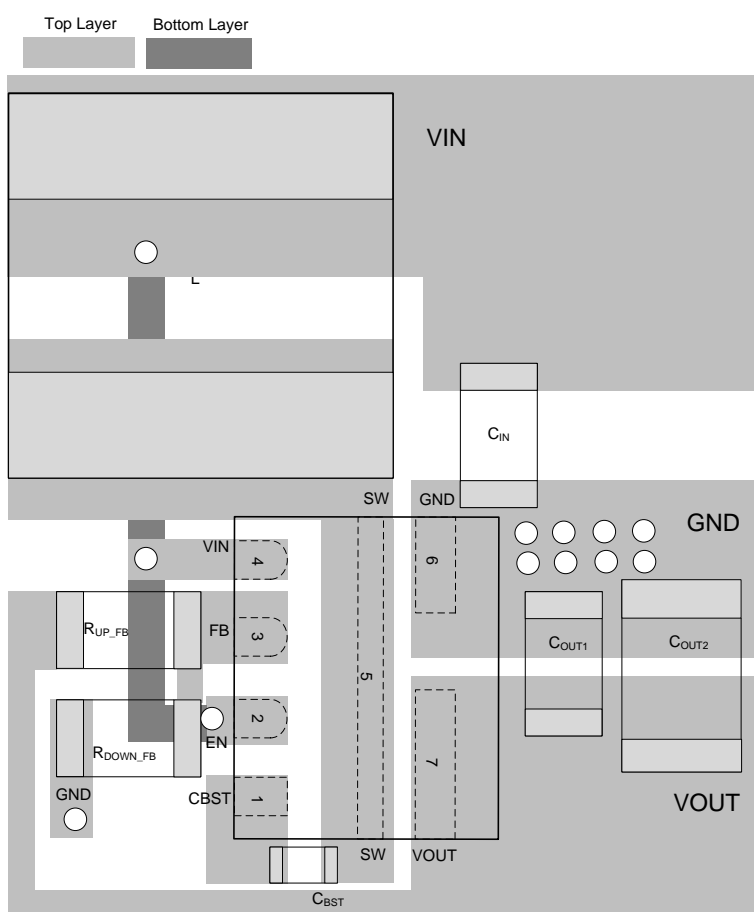 Top Layer
Bottom Layer
VIN
L
CIN
SW
GND
GND
VIN
4
6
RUP_FB
FB
3
COUT1
COUT2
5
2
EN
7
RDOWN_FB
GND
CBST
1
VOUT
SW
VOUT
CBST